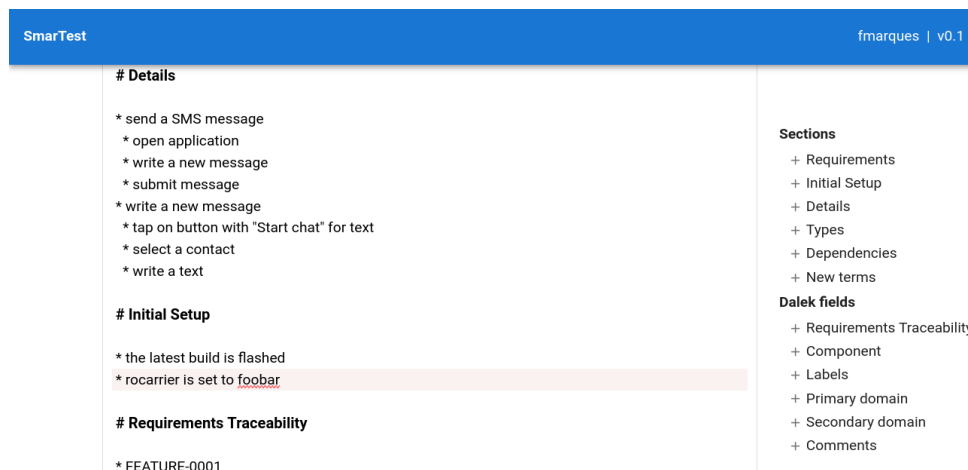 SmarTest
fmarques | v0.1
# Details
* send a SMS message
* open application
* write a new message
* submit message
* write a new message
* tap on button with "Start chat" for text
* select a contact
* write a text
# Initial Setup
* the latest build is flashed
* rocarrier is set to foobar
# Requirements Traceability
* FEATURE-0001
Sections
+ Requirements
+ Initial Setup
+ Details
+ Types
+ Dependencies
+ New terms
Dalek fields
+ Requirements Traceability
+ Component
+ Labels
+ Primary domain
+ Secondary domain
+ Comments